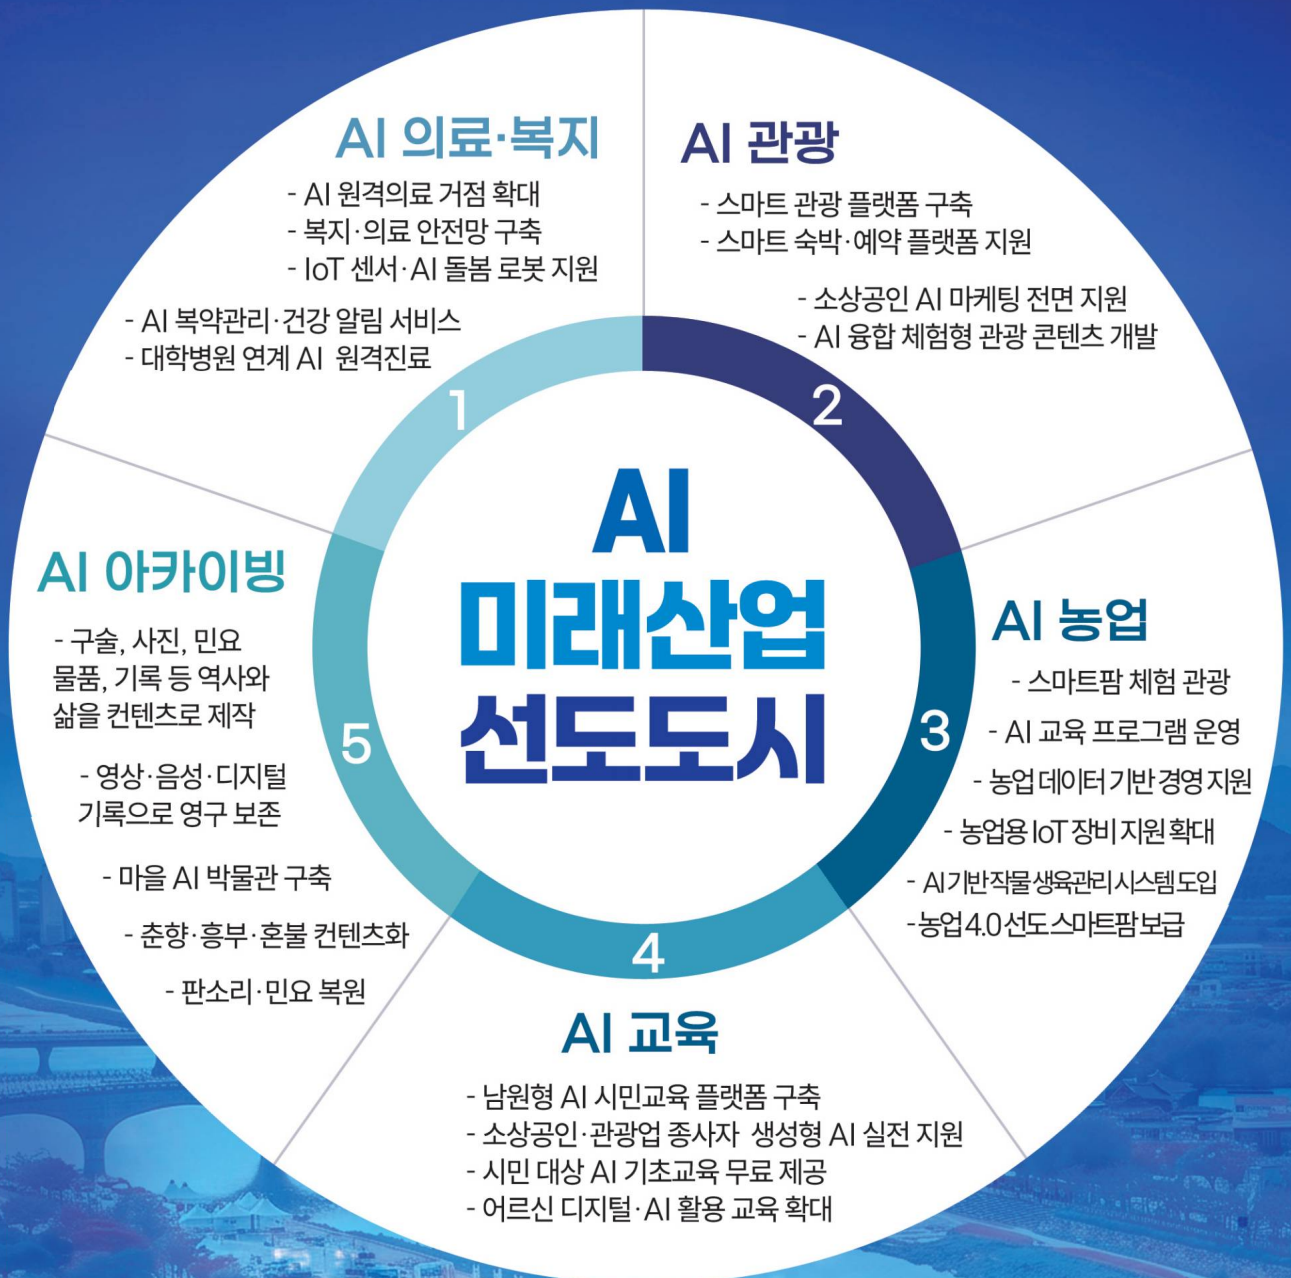 AI 의료·복지
- AI 원격의료 거점 확대
- 복지·의료 안전망 구축
- IoT 센서·AI 돌봄 로봇 지원
- AI 복약관리·건강 알림 서비스
- 대학병원 연계 AI 원격진료
1
AI 관광
- 스마트 관광 플랫폼 구축
- 스마트 숙박·예약 플랫폼 지원
- 소상공인 AI 마케팅 전면 지원
- AI 융합 체험형 관광 콘텐츠 개발
2
AI
미래산업
선도도시
AI 농업
- 스마트팜 체험 관광
- AI 교육 프로그램 운영
- 농업 데이터 기반 경영 지원
- 농업용 IoT 장비 지원 확대
- AI 기반 작물 생육관리 시스템 도입
- 농업 4.0 선도 스마트팜 보급
3
4
AI 교육
- 남원형 AI 시민교육 플랫폼 구축
- 소상공인·관광업 종사자 생성형 AI 실전 지원
- 시민 대상 AI 기초교육 무료 제공
- 어르신 디지털·AI 활용 교육 확대
AI 아카이빙
- 구술, 사진, 민요
물품, 기록 등 역사와
삶을 컨텐츠로 제작
- 영상·음성·디지털
기록으로 영구 보존
- 마을 AI 박물관 구축
- 춘향·흥부·혼불 컨텐츠화
- 판소리·민요 복원
5